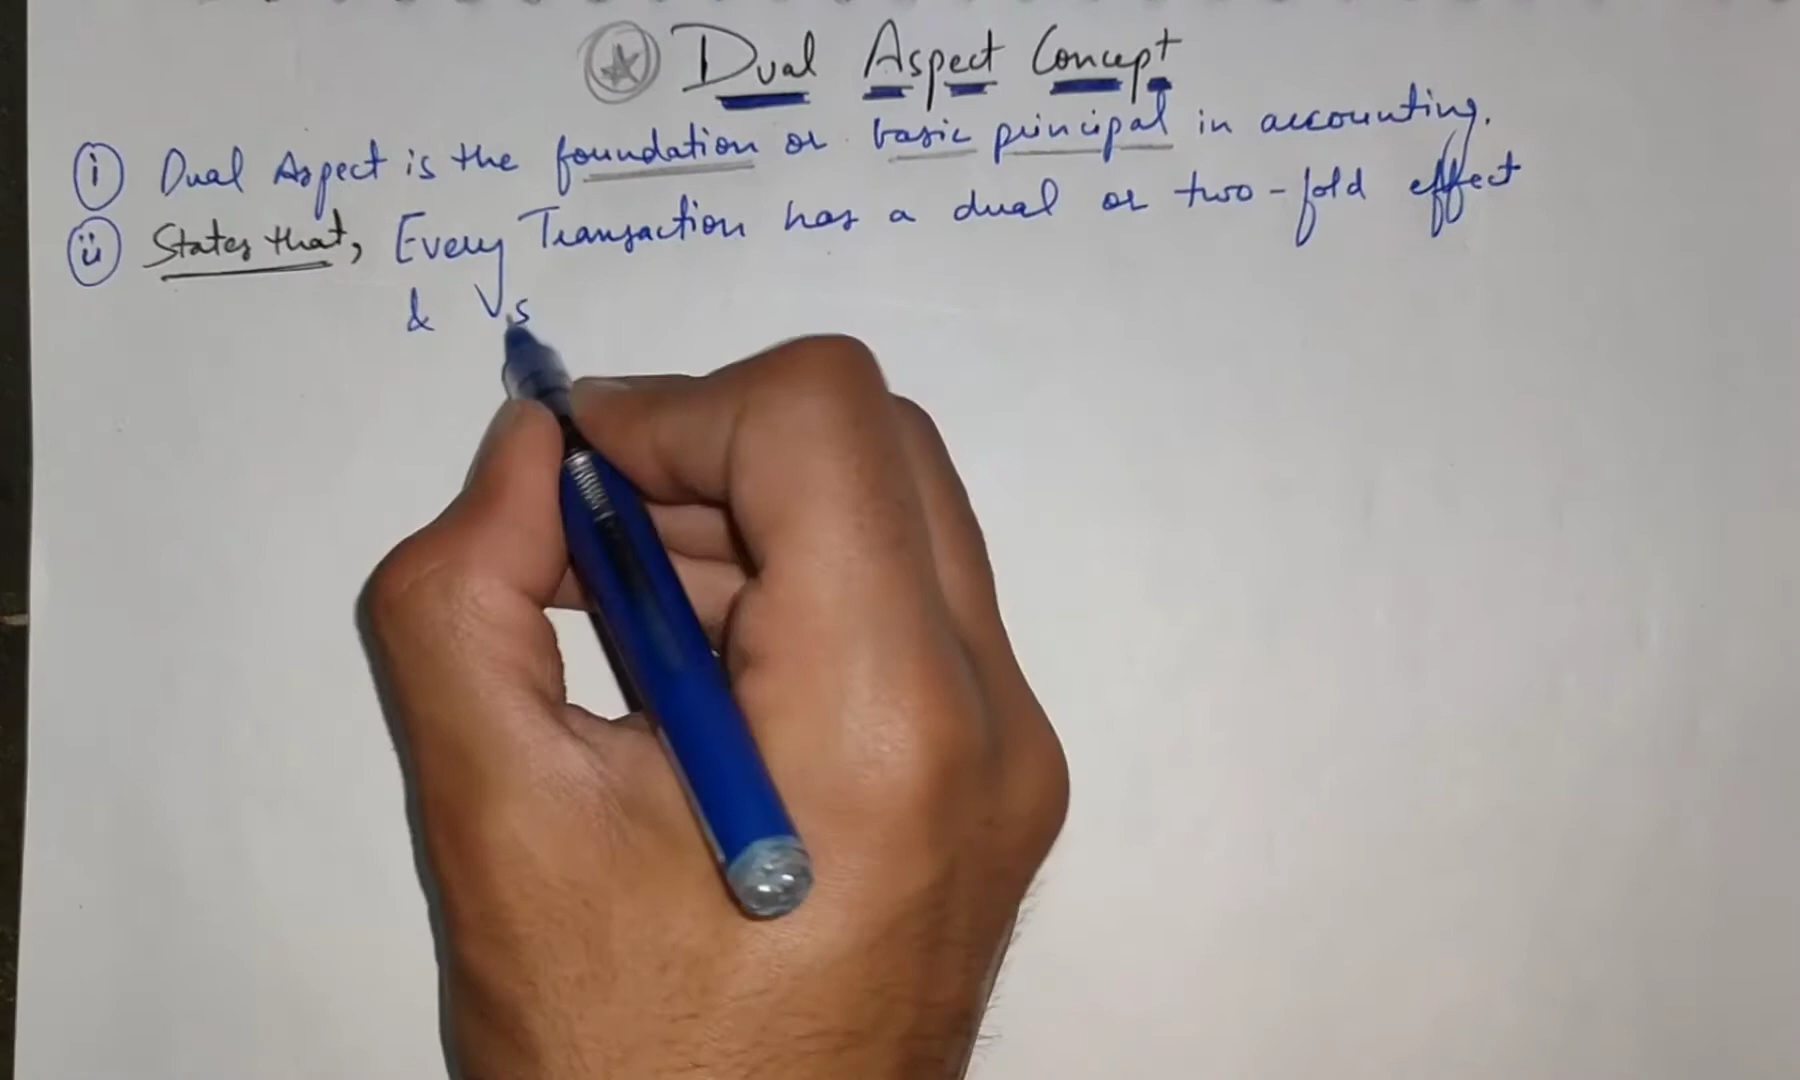 Dual Aspect Concept
i Dual Aspect is the foundation or basic principal in accounting.
ii States that, Every Transaction has a dual or two-fold effect
&